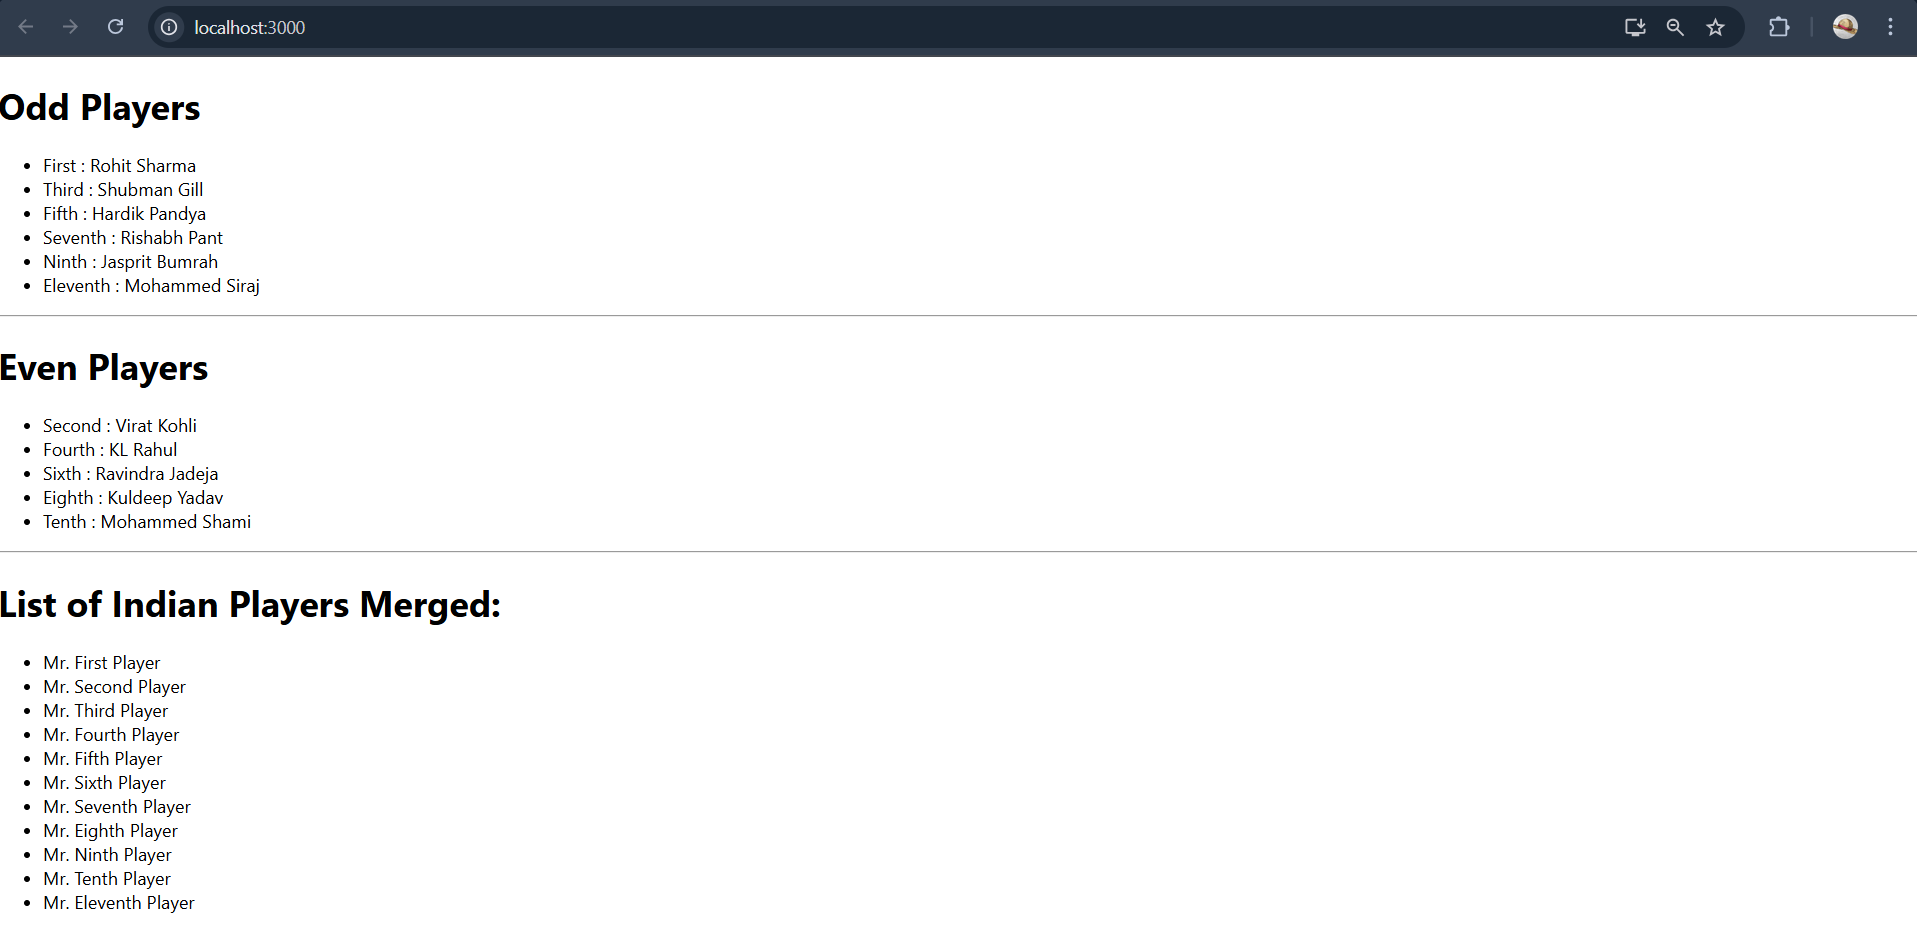 localhost:3000
Odd Players
First : Rohit Sharma
Third : Shubman Gill
Fifth : Hardik Pandya
Seventh : Rishabh Pant
Ninth : Jasprit Bumrah
Eleventh : Mohammed Siraj
Even Players
Second : Virat Kohli
Fourth : KL Rahul
Sixth : Ravindra Jadeja
Eighth : Kuldeep Yadav
Tenth : Mohammed Shami
List of Indian Players Merged:
Mr. First Player
Mr. Second Player
Mr. Third Player
Mr. Fourth Player
Mr. Fifth Player
Mr. Sixth Player
Mr. Seventh Player
Mr. Eighth Player
Mr. Ninth Player
Mr. Tenth Player
Mr. Eleventh Player